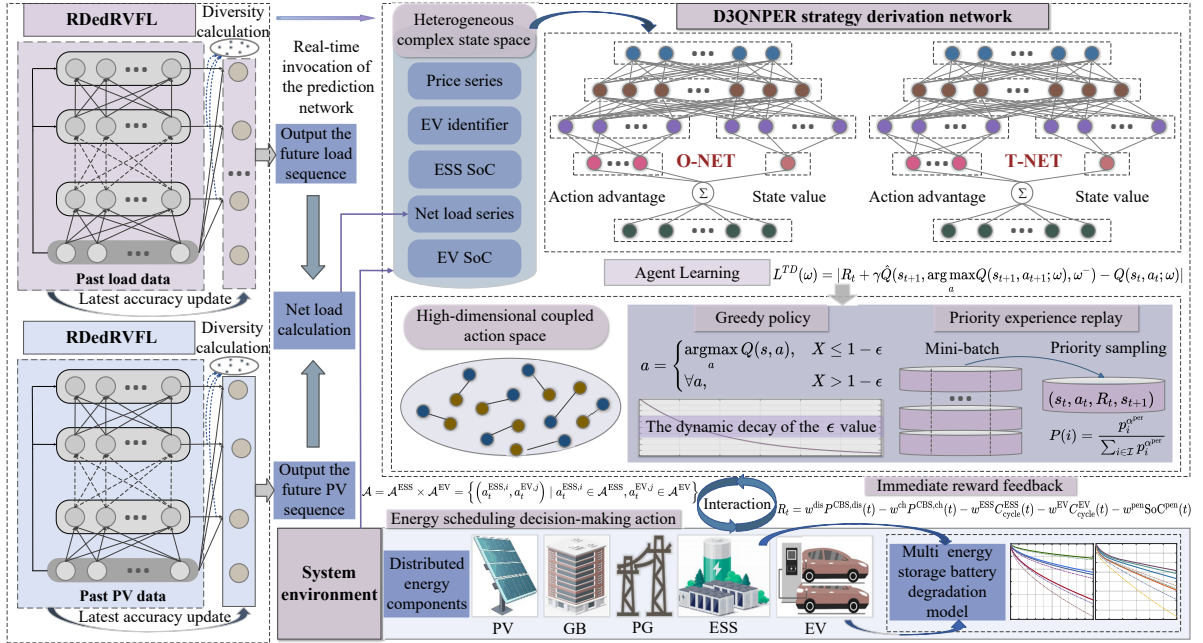 RDedRVFL
Diversity
calculation
Past load data
Latest accuracy update
RDedRVFL
Diversity
calculation
Past PV data
Latest accuracy update
Real-time
invocation of
the prediction
network
Output the
future load
sequence
Net load
calculation
Output the
future PV
sequence
Heterogeneous
complex state space
Price series
EV identifier
ESS SoC
Net load series
EV SoC
D3QNPER strategy derivation network
O-NET
Action advantage
Σ
State value
T-NET
Action advantage
Σ
State value
Agent Learning
L^{TD}(ω) = |R_t + γQ̂(s_{t+1}, arg max_a Q(s_{t+1}, a_{t+1}; ω), ω^−) − Q(s_t, a_t; ω)|
High-dimensional coupled
action space
Greedy policy
a = { argmax_a Q(s, a), X ≤ 1 − ϵ
∀a, X > 1 − ϵ
The dynamic decay of the ϵ value
Priority experience replay
Mini-batch
Priority sampling
(s_t, a_t, R_t, s_{t+1})
P(i) = p_i^{α^{per}} / ∑_{i∈I} p_i^{α^{per}}
𝒜 = 𝒜^{ESS} × 𝒜^{EV} = {(a_t^{ESS,i}, a_t^{EV,j}) | a_t^{ESS,i} ∈ 𝒜^{ESS}, a_t^{EV,j} ∈ 𝒜^{EV}}
Interaction
Immediate reward feedback
R_t = w^{dis}P^{CBS,dis}(t) − w^{ch}P^{CBS,ch}(t) − w^{ESS}C_{cycle}^{ESS}(t) − w^{EV}C_{cycle}^{EV}(t) − w^{pen}SoC^{pen}(t)
Energy scheduling decision-making action
System
environment
Distributed
energy
components
PV
GB
PG
ESS
EV
Multi energy
storage battery
degradation
model